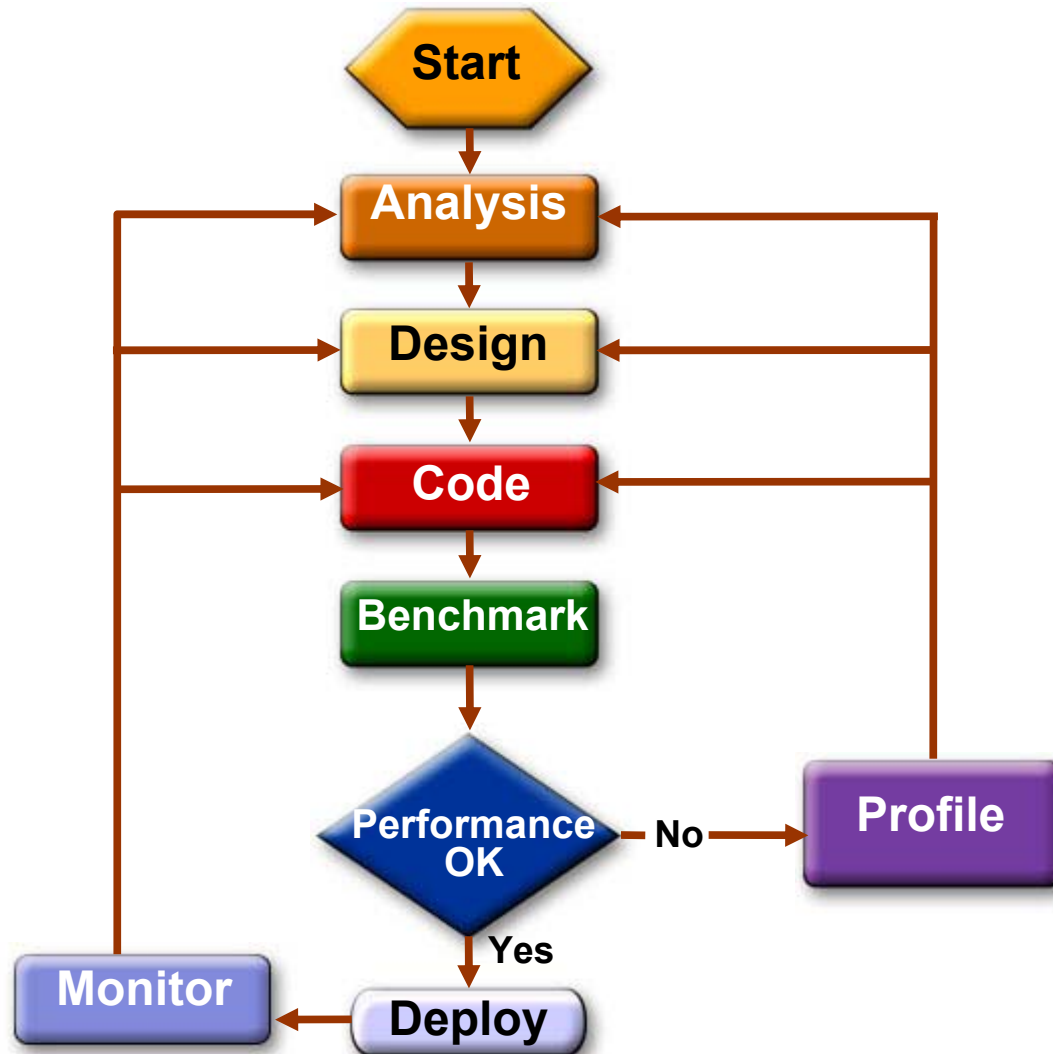 Start
Analysis
Design
Code
Benchmark
Performance
OK
No
Profile
Yes
Monitor
Deploy